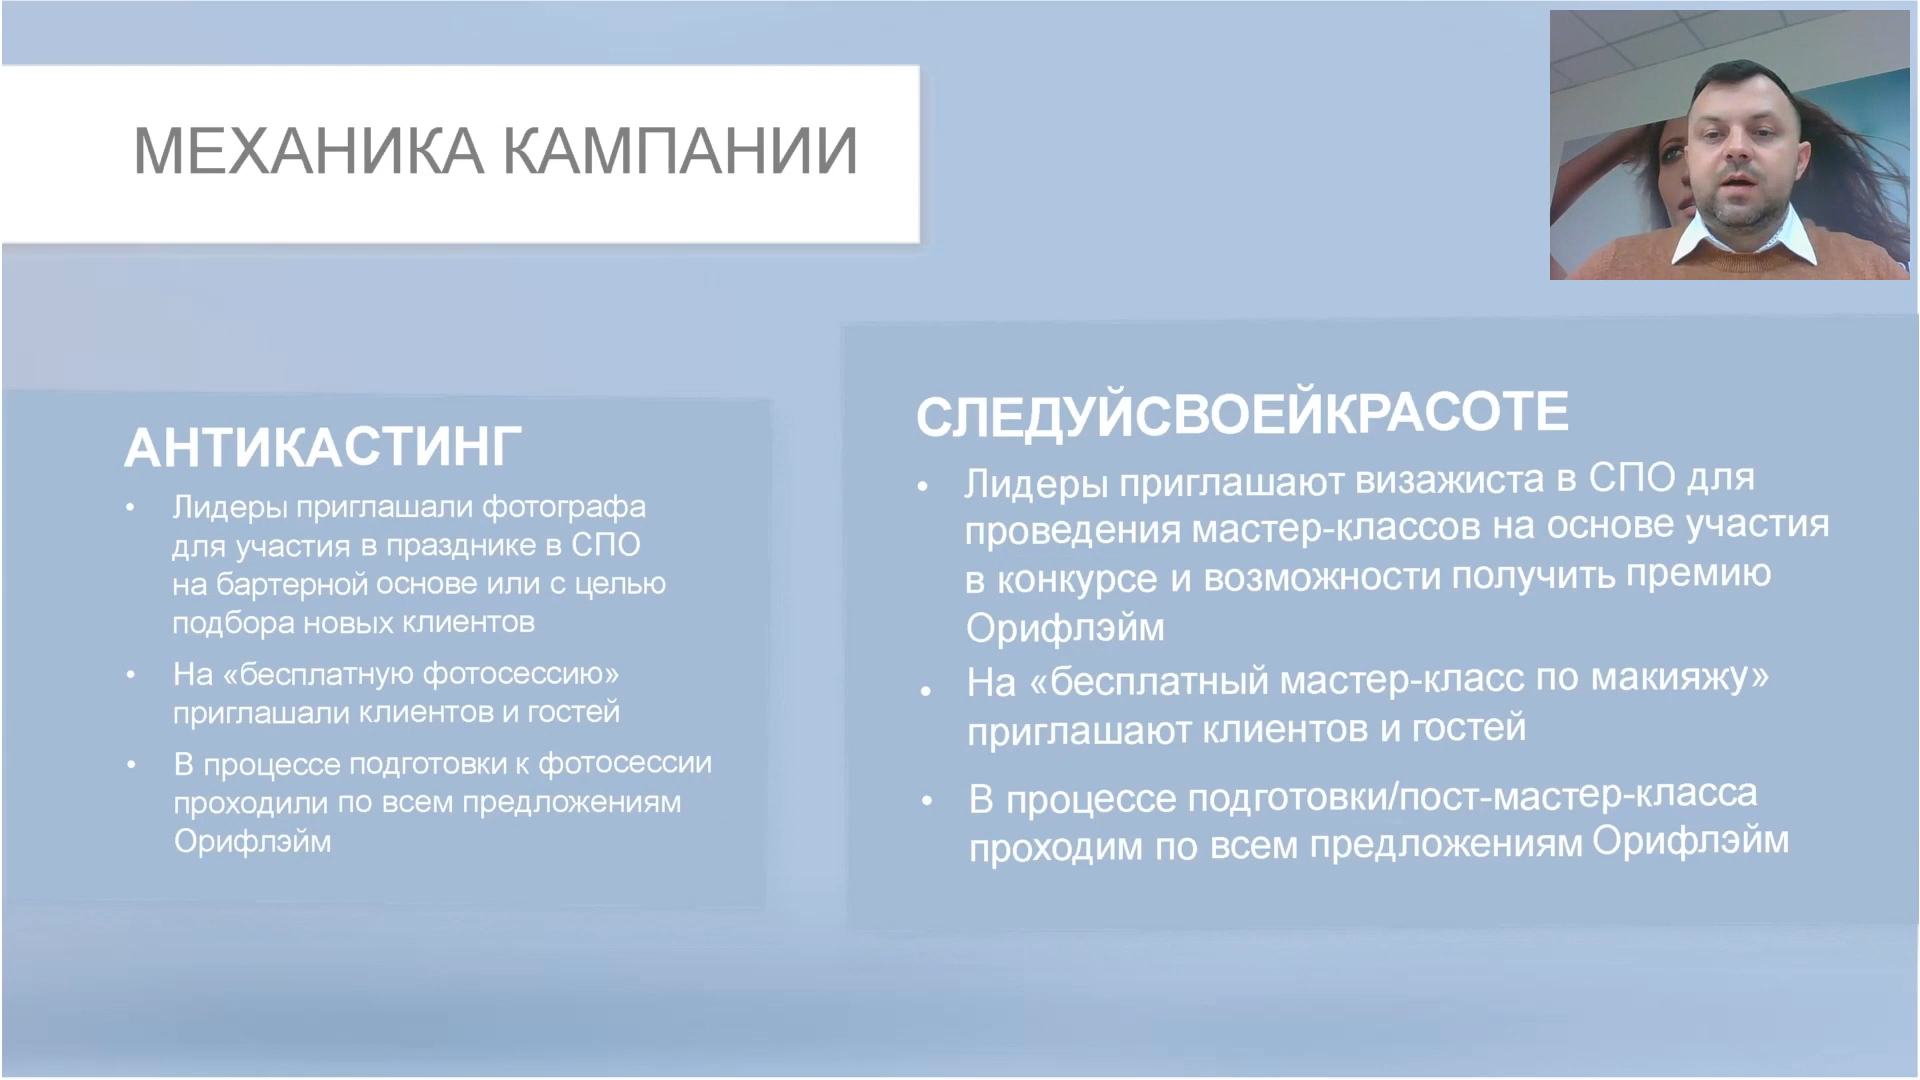 МЕХАНИКА КАМПАНИИ
АНТИКАСТИНГ
• Лидеры приглашали фотографа
для участия в празднике в СПО
на бартерной основе или с целью
подбора новых клиентов
• На «бесплатную фотосессию»
приглашали клиентов и гостей
• В процессе подготовки к фотосессии
проходили по всем предложениям
Орифлэйм
СЛЕДУЙСВОЕЙКРАСОТЕ
• Лидеры приглашают визажиста в СПО для
проведения мастер-классов на основе участия
в конкурсе и возможности получить премию
Орифлэйм
• На «бесплатный мастер-класс по макияжу»
приглашают клиентов и гостей
• В процессе подготовки/пост-мастер-класса
проходим по всем предложениям Орифлэйм